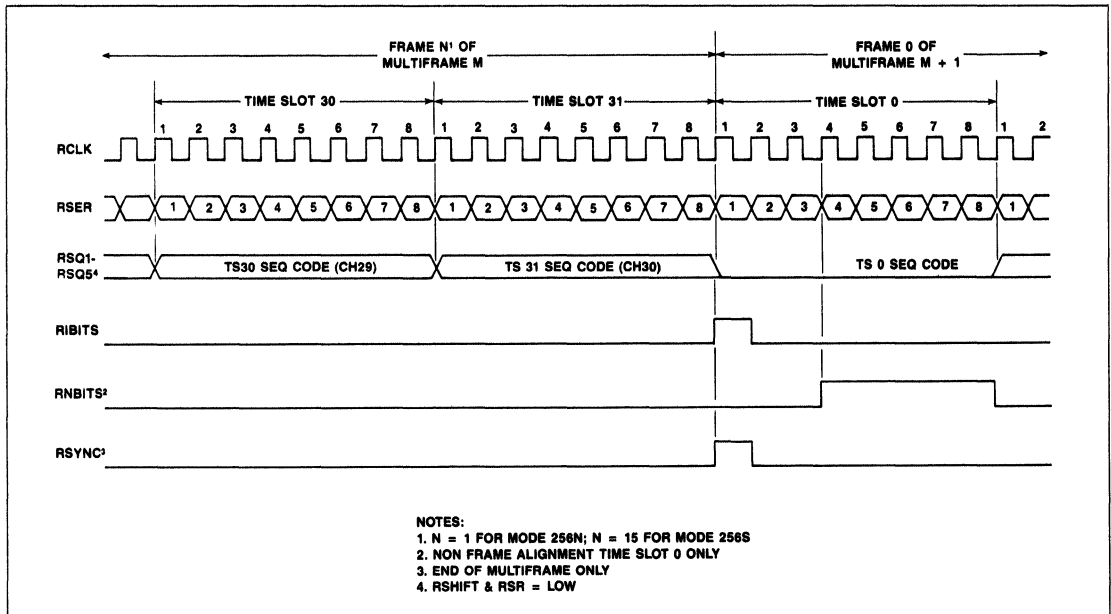 FRAME N¹ OF MULTIFRAME M
FRAME 0 OF MULTIFRAME M + 1
TIME SLOT 30
TIME SLOT 31
TIME SLOT 0
1 2 3 4 5 6 7 8 1 2 3 4 5 6 7 8 1 2 3 4 5 6 7 8 1 2
RCLK
RSER 1 2 3 4 5 6 7 8 1 2 3 4 5 6 7 8 1 2 3 4 5 6 7 8 1
RSQ1-
RSQ5⁴
TS30 SEQ CODE (CH29)
TS 31 SEQ CODE (CH30)
TS 0 SEQ CODE
RIBITS
RNBITS²
RSYNC³
NOTES:
1. N = 1 FOR MODE 256N; N = 15 FOR MODE 256S
2. NON FRAME ALIGNMENT TIME SLOT 0 ONLY
3. END OF MULTIFRAME ONLY
4. RSHIFT & RSR = LOW